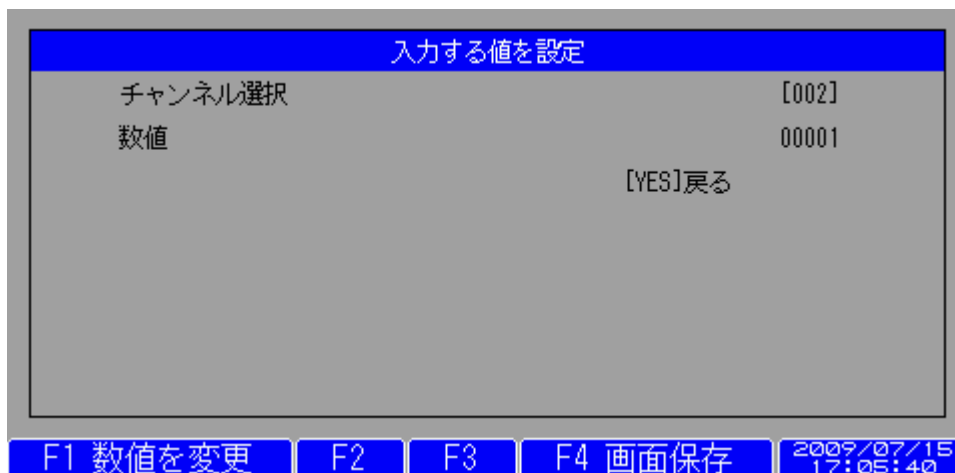 入力する値を設定
チャンネル選択 [002]
数値 00001
[YES]戻る
F1 数値を変更 F2 F3 F4 画面保存 2009/07/15
17:05:40